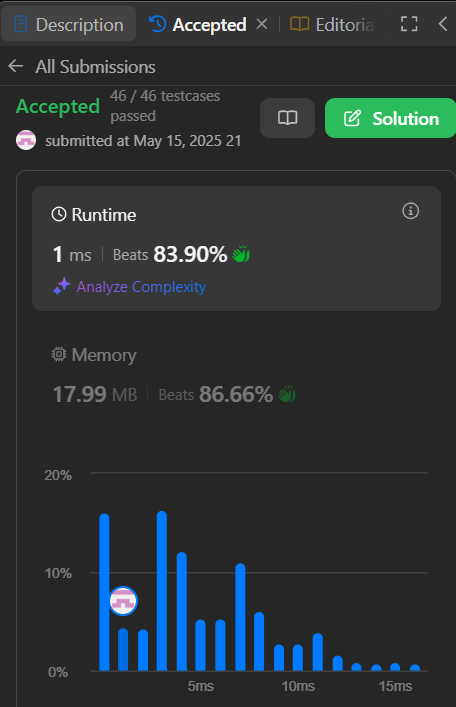 Description
Accepted
Editoria
All Submissions
Accepted
46 / 46 testcases
passed
submitted at May 15, 2025 21
Solution
Runtime
1 ms
Beats 83.90%
Analyze Complexity
Memory
17.99 MB
Beats 86.66%
20%
10%
0%
5ms
10ms
15ms